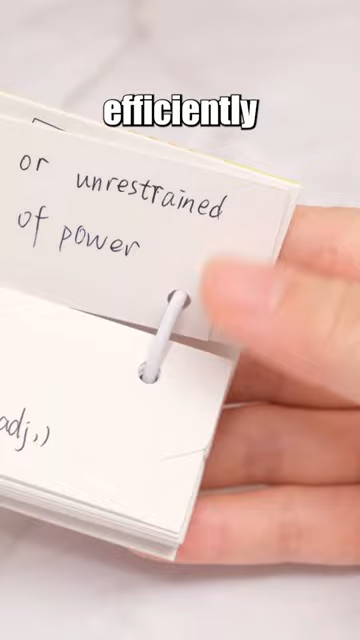 efficiently
or unrestrained
of power
adj.,)